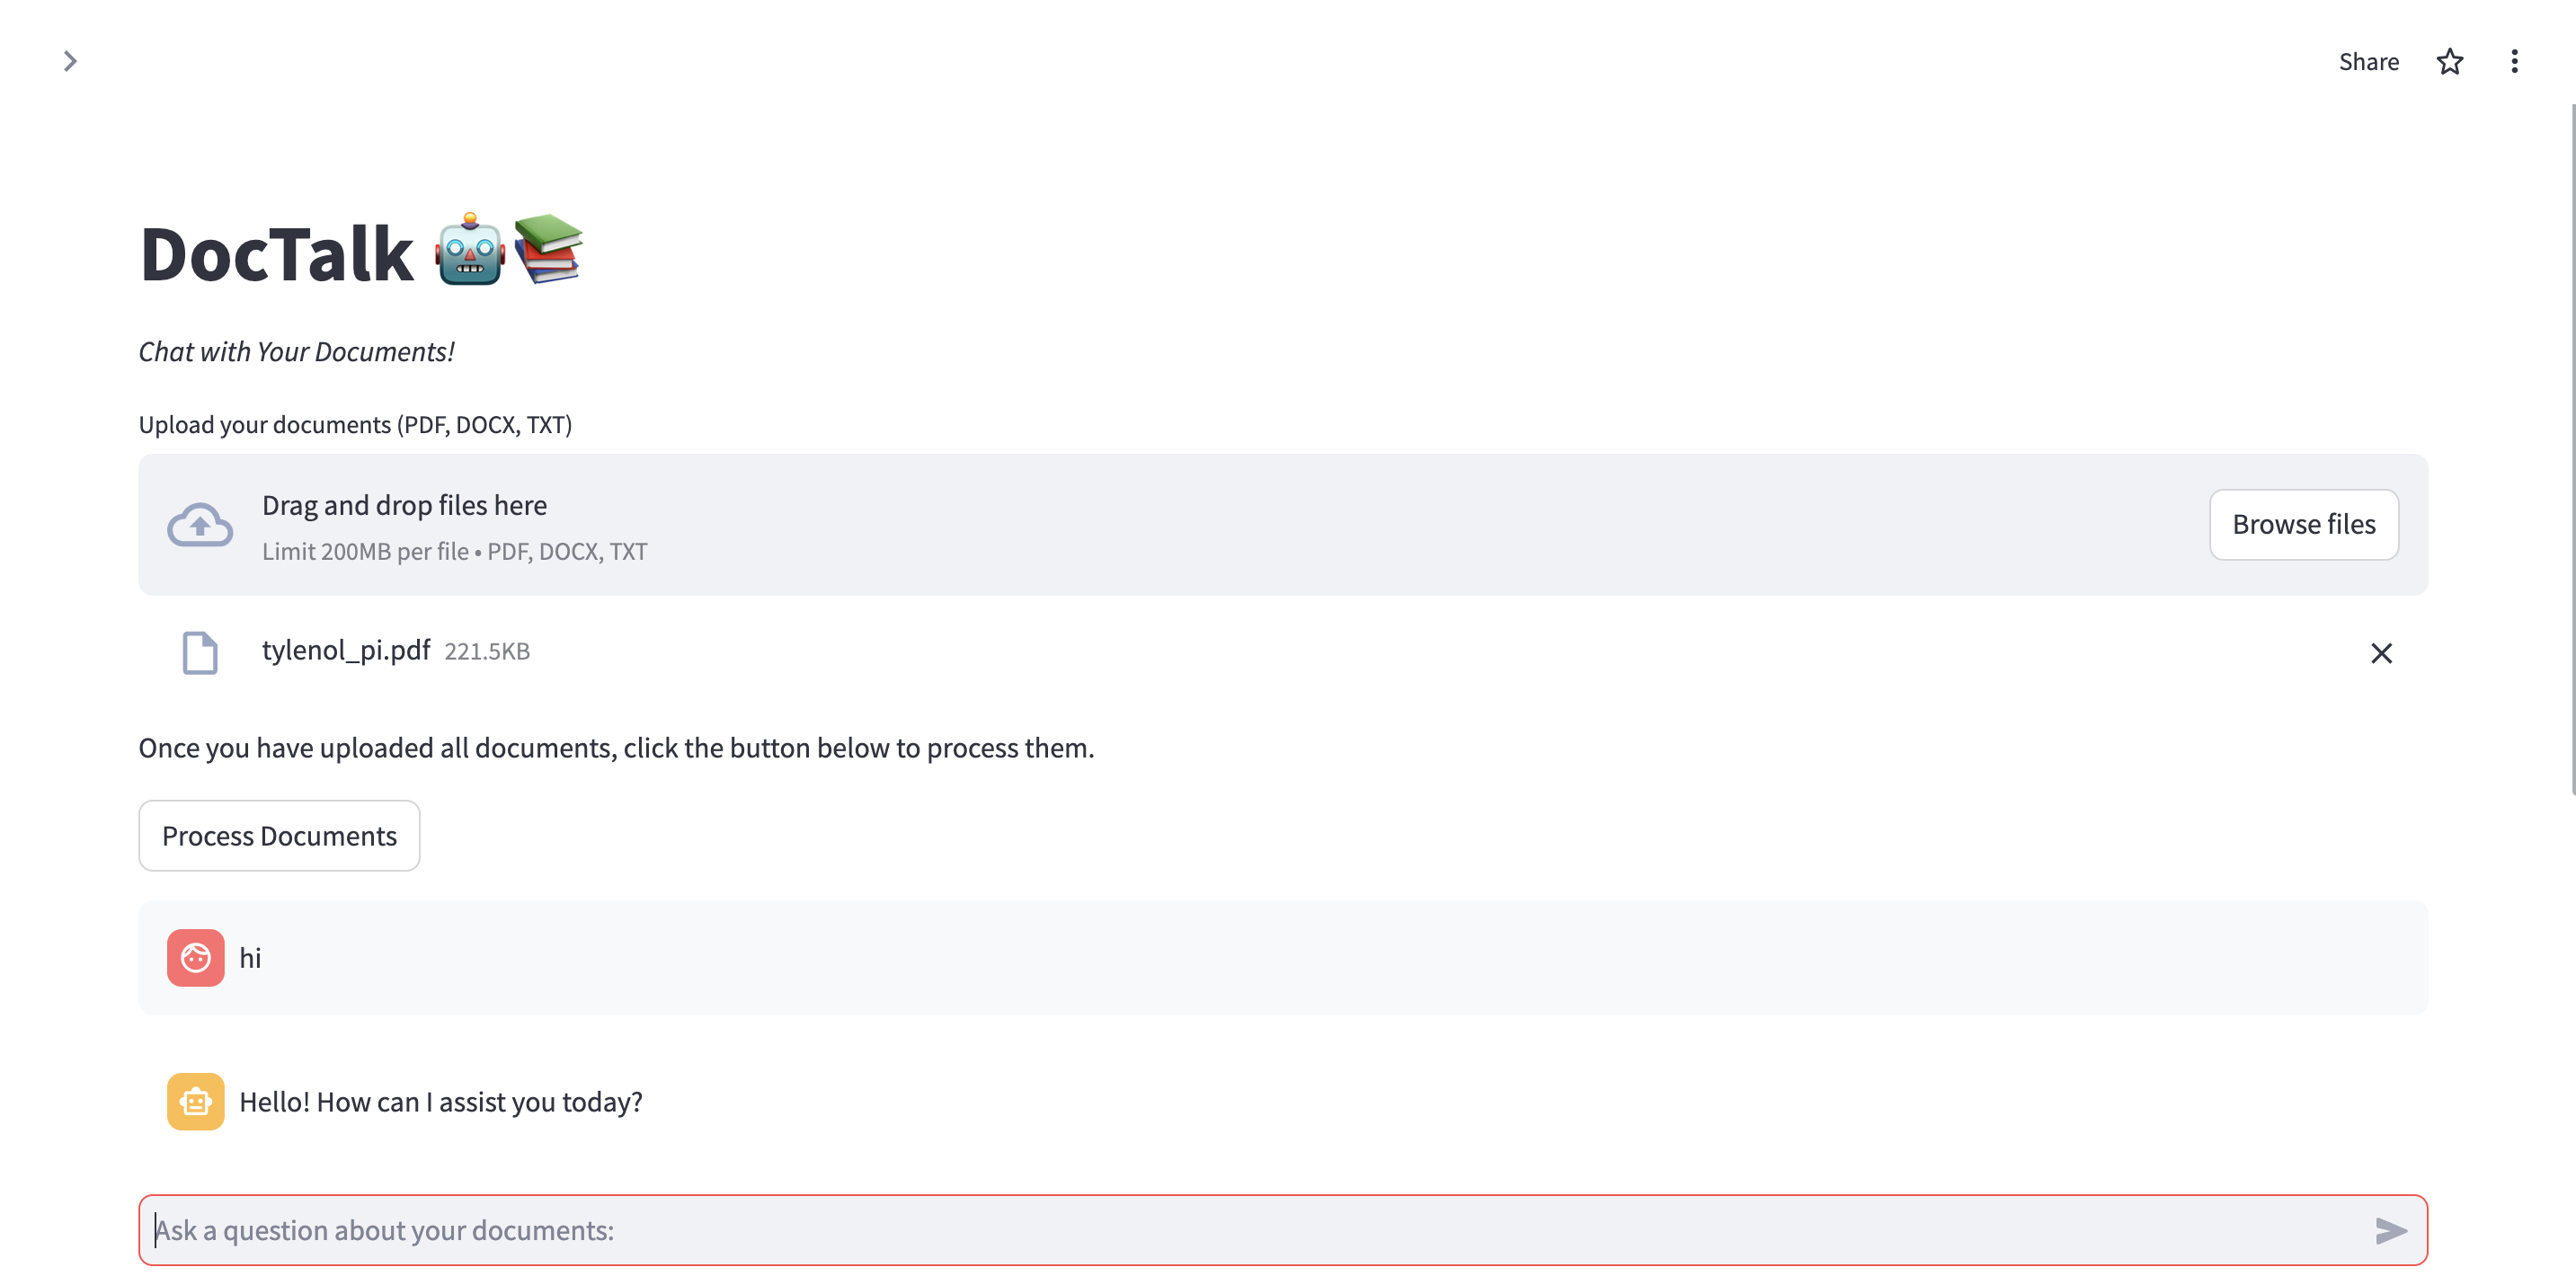 Share
DocTalk
Chat with Your Documents!
Upload your documents (PDF, DOCX, TXT)
Drag and drop files here
Limit 200MB per file • PDF, DOCX, TXT
Browse files
tylenol_pi.pdf 221.5KB
Once you have uploaded all documents, click the button below to process them.
Process Documents
hi
Hello! How can I assist you today?
Ask a question about your documents: